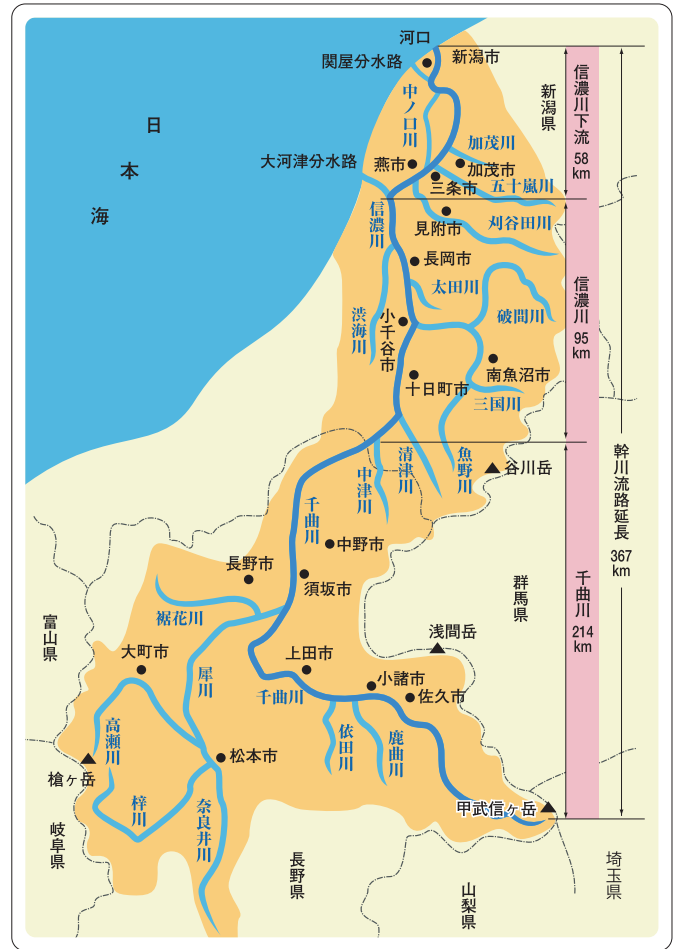 河口
関屋分水路
新潟市
日本海
中ノ口川
新潟県
信濃川下流
58
km
加茂川
大河津分水路
燕市
加茂市
三条市
五十嵐川
信濃川
見附市
刈谷田川
長岡市
太田川
渋海川
小千谷市
破間川
信濃川
95
km
十日町市
南魚沼市
三国川
中津川
清津川
魚野川
谷川岳
幹川流路延長
367
km
千曲川
中野市
長野市
須坂市
裾花川
群馬県
千曲川
214
km
富山県
大町市
犀川
上田市
浅間岳
千曲川
小諸市
佐久市
高瀬川
依田川
鹿曲川
槍ヶ岳
松本市
梓川
奈良井川
甲武信ヶ岳
岐阜県
長野県
山梨県
埼玉県